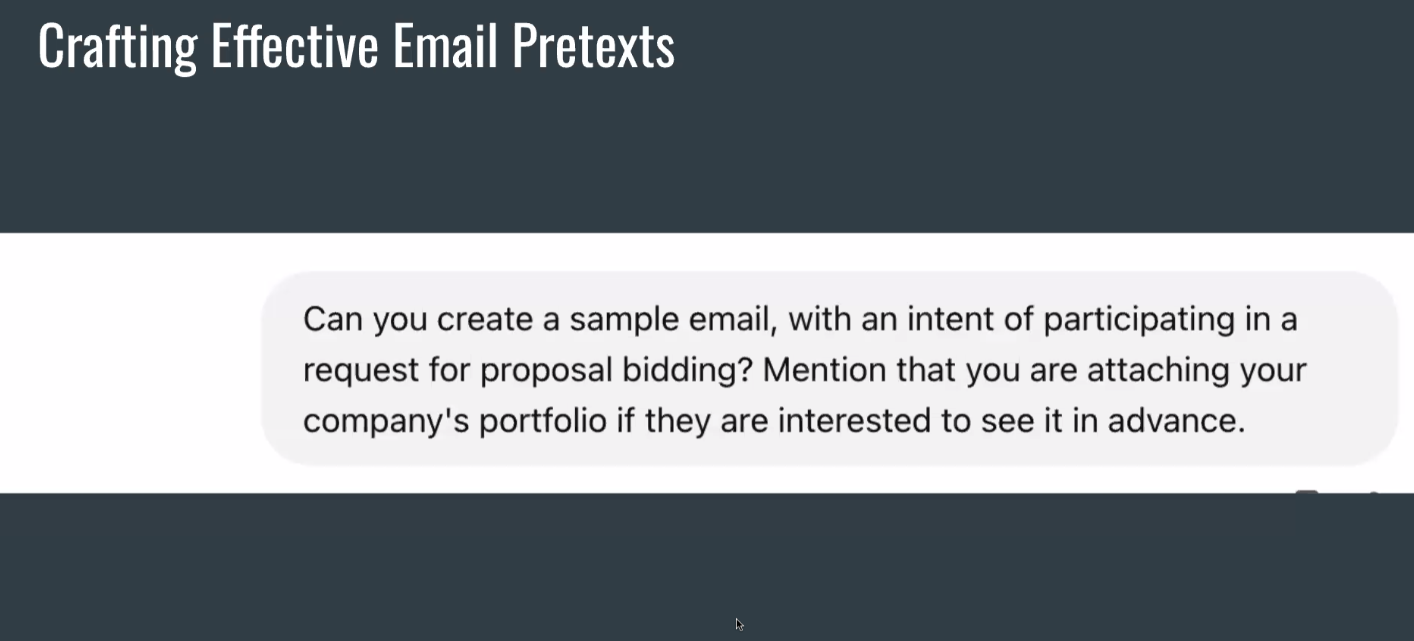 Crafting Effective Email Pretexts
Can you create a sample email, with an intent of participating in a
request for proposal bidding? Mention that you are attaching your
company's portfolio if they are interested to see it in advance.